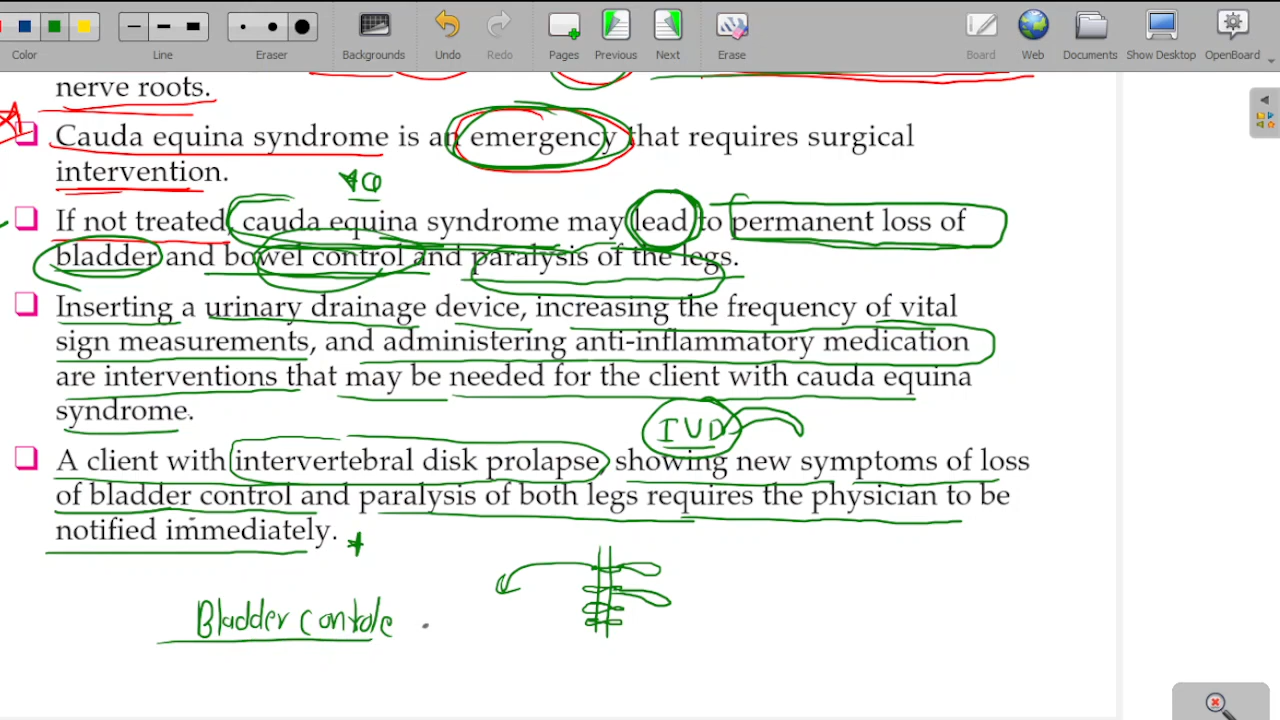 Color
Line
Eraser
Backgrounds
Undo
Redo
Pages
Previous
Next
Erase
Board
Web
Documents
Show Desktop
OpenBoard
nerve roots.
Cauda equina syndrome is an emergency that requires surgical
intervention.
If not treated, cauda equina syndrome may lead to permanent loss of
bladder and bowel control and paralysis of the legs.
Inserting a urinary drainage device, increasing the frequency of vital
sign measurements, and administering anti-inflammatory medication
are interventions that may be needed for the client with cauda equina
syndrome.
IVD
A client with intervertebral disk prolapse, showing new symptoms of loss
of bladder control and paralysis of both legs requires the physician to be
notified immediately.
Bladder controle